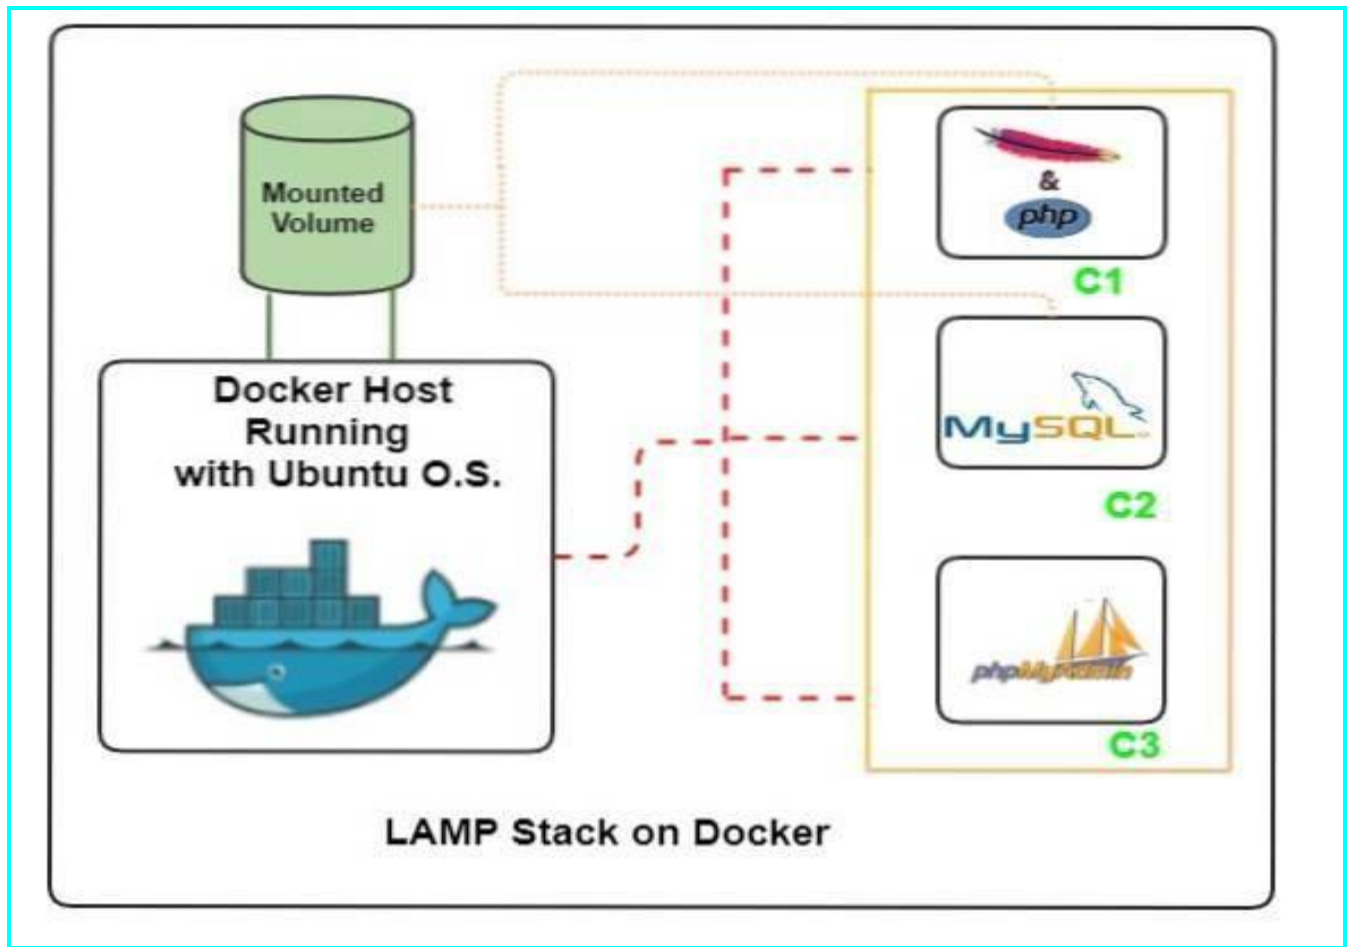 Mounted
Volume
Docker Host
Running
with Ubuntu O.S.
&
php
C1
MySQL
C2
phpMyAdmin
C3
LAMP Stack on Docker